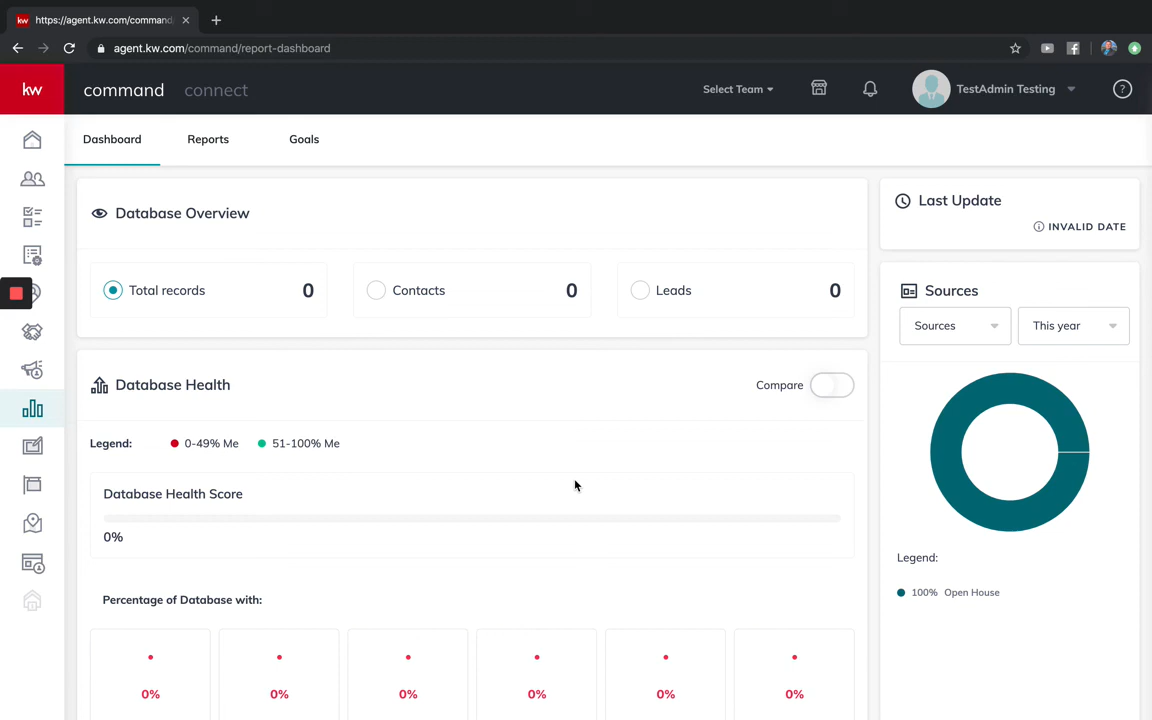 kw https://agent.kw.com/command
agent.kw.com/command/report-dashboard
kw command connect Select Team TestAdmin Testing ?
Dashboard Reports Goals
Database Overview
Total records 0 Contacts 0 Leads 0
Last Update
INVALID DATE
Sources
Sources This year
Database Health Compare
Legend: 0-49% Me 51-100% Me
Database Health Score
0%
Legend:
100% Open House
Percentage of Database with:
0% 0% 0% 0% 0% 0%